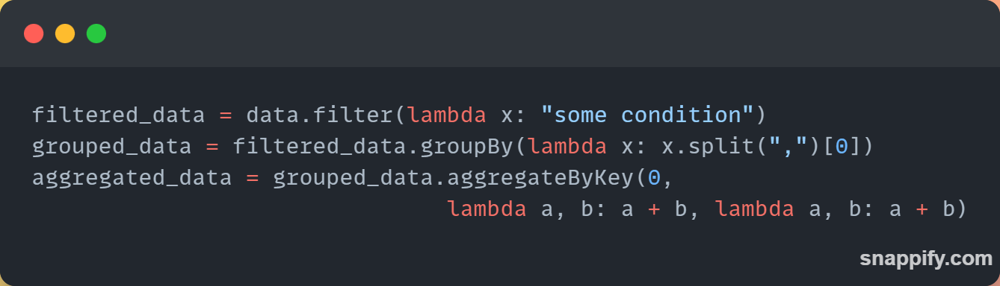 filtered_data = data.filter(lambda x: "some condition")
grouped_data = filtered_data.groupBy(lambda x: x.split(",")[0])
aggregated_data = grouped_data.aggregateByKey(0,
lambda a, b: a + b, lambda a, b: a + b)
snappify.com